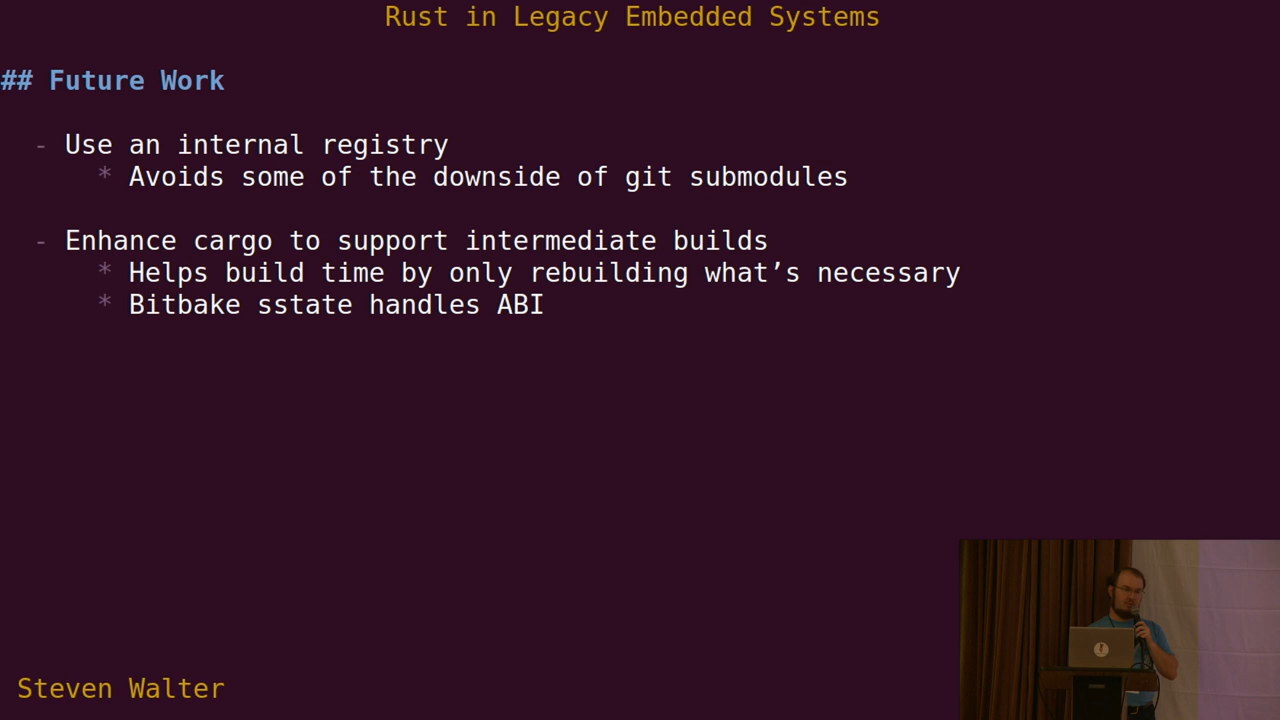 Rust in Legacy Embedded Systems
## Future Work
- Use an internal registry
* Avoids some of the downside of git submodules
- Enhance cargo to support intermediate builds
* Helps build time by only rebuilding what’s necessary
* Bitbake sstate handles ABI
Steven Walter